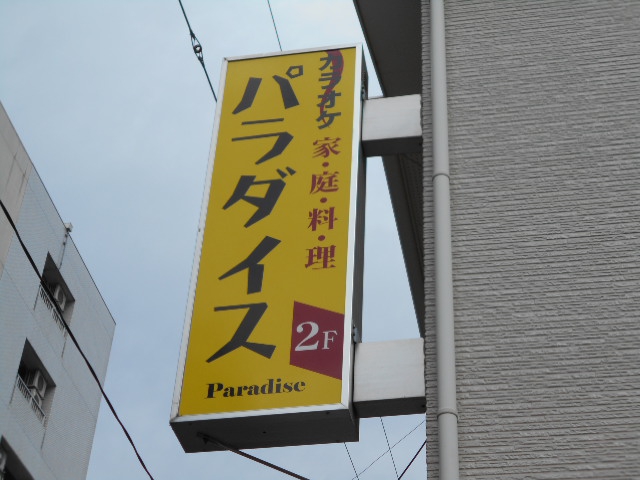 カラオケ
家・庭・料・理
パラダイス
2F
Paradise